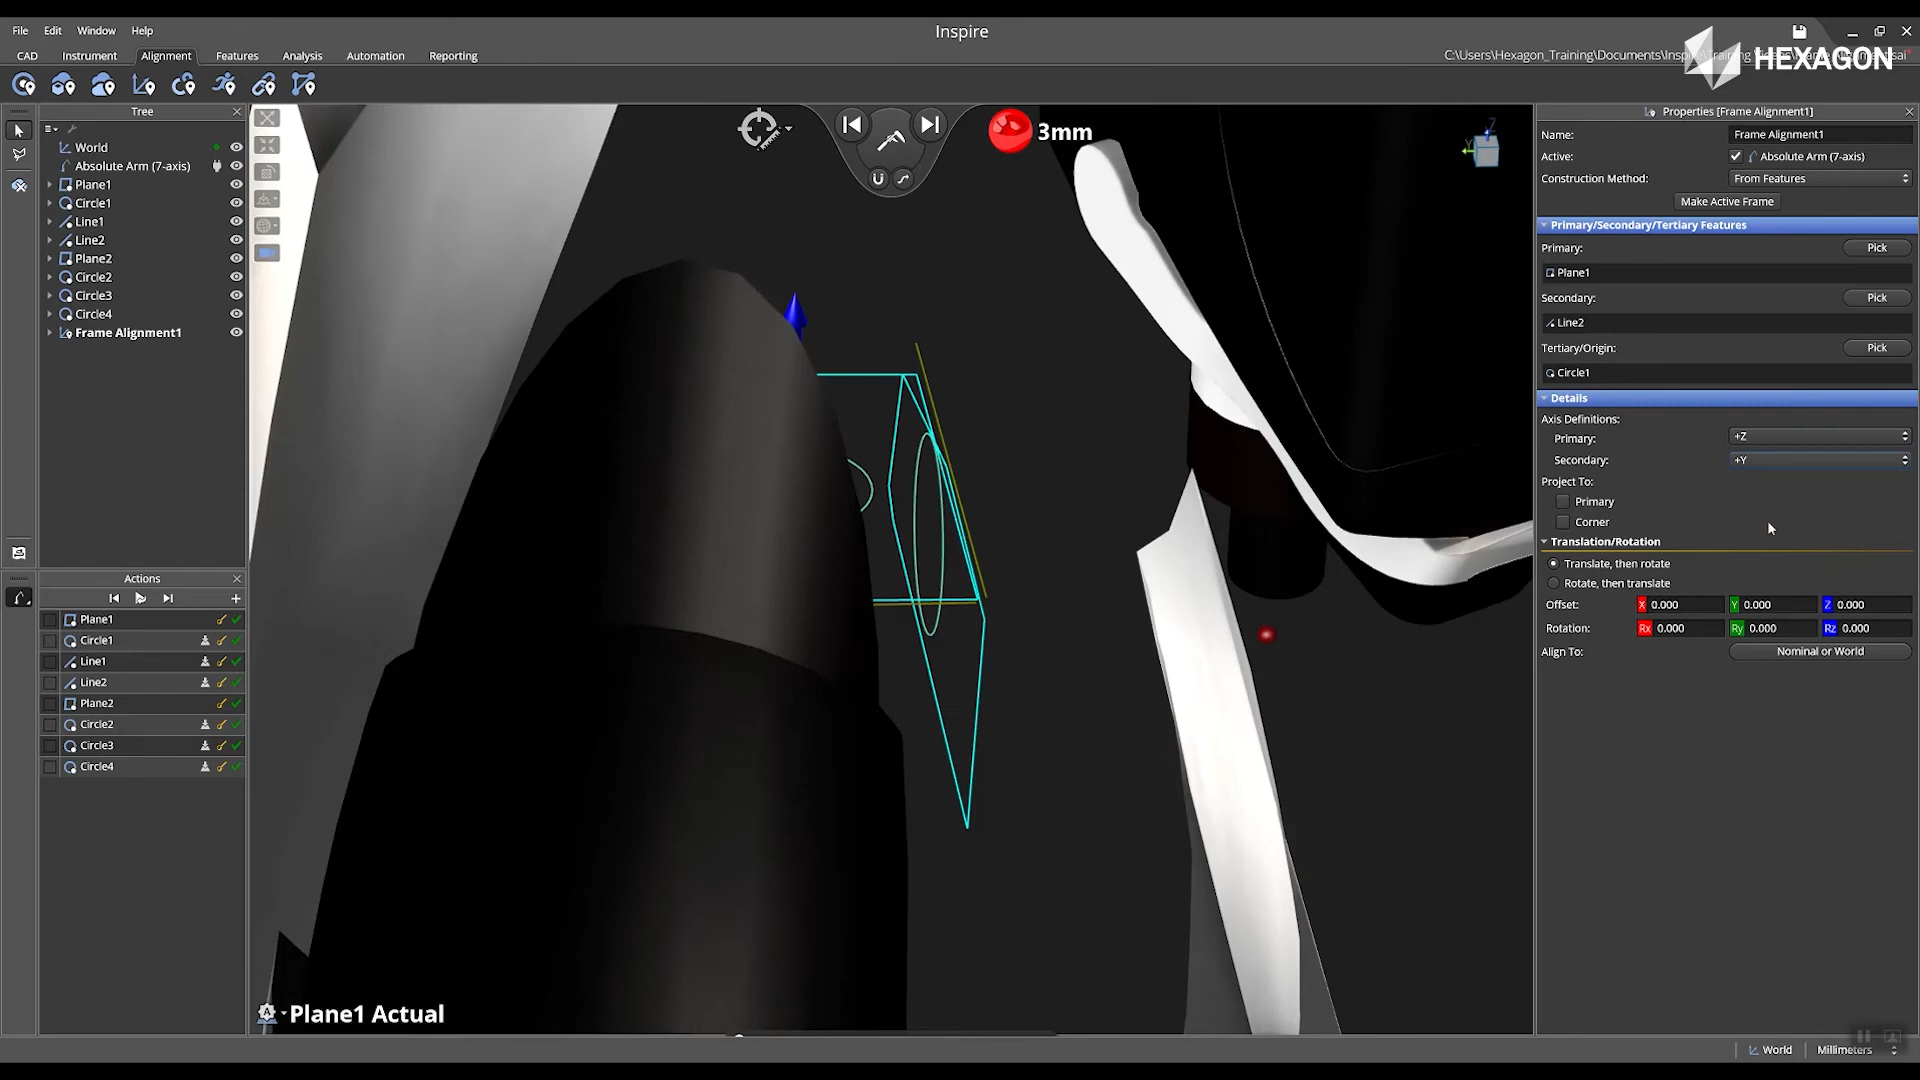 Inspire
File Edit Window Help
CAD Instrument Alignment Features Analysis Automation Reporting
HEXAGON
Tree
World
Absolute Arm (7-axis)
Plane1
Circle1
Line1
Line2
Plane2
Circle2
Circle3
Circle4
Frame Alignment1
Actions
Plane1
Circle1
Line1
Line2
Plane2
Circle2
Circle3
Circle4
3mm
Z
Y
Plane1 Actual
Properties [Frame Alignment1]
Name: Frame Alignment1
Active: Absolute Arm (7-axis)
Construction Method: From Features
Make Active Frame
Primary/Secondary/Tertiary Features
Primary: Pick
Plane1
Secondary: Pick
Line2
Tertiary/Origin: Pick
Circle1
Details
Axis Definitions:
Primary: +Z
Secondary: +Y
Project To:
Primary
Corner
Translation/Rotation
Translate, then rotate
Rotate, then translate
Offset: X 0.000 Y 0.000 Z 0.000
Rotation: Rx 0.000 Ry 0.000 Rz 0.000
Align To: Nominal or World
World Millimeters